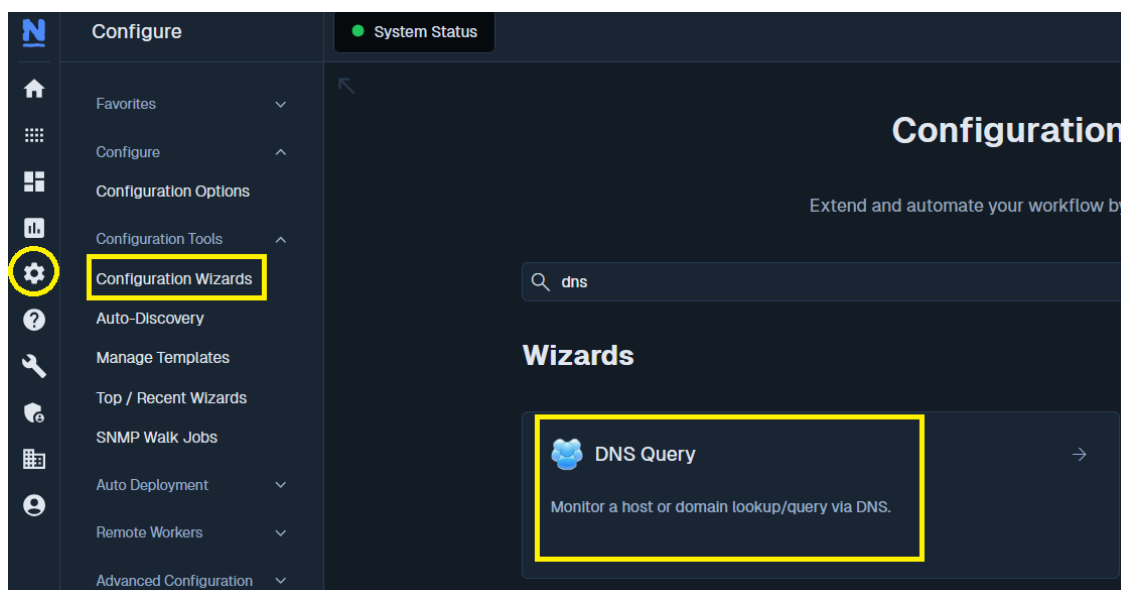 N
Configure
System Status
Favorites
Configure
Configuration Options
Configuration Tools
Configuration Wizards
Auto-Discovery
Manage Templates
Top / Recent Wizards
SNMP Walk Jobs
Auto Deployment
Remote Workers
Advanced Configuration
Configuration
Extend and automate your workflow by
dns
Wizards
DNS Query
Monitor a host or domain lookup/query via DNS.